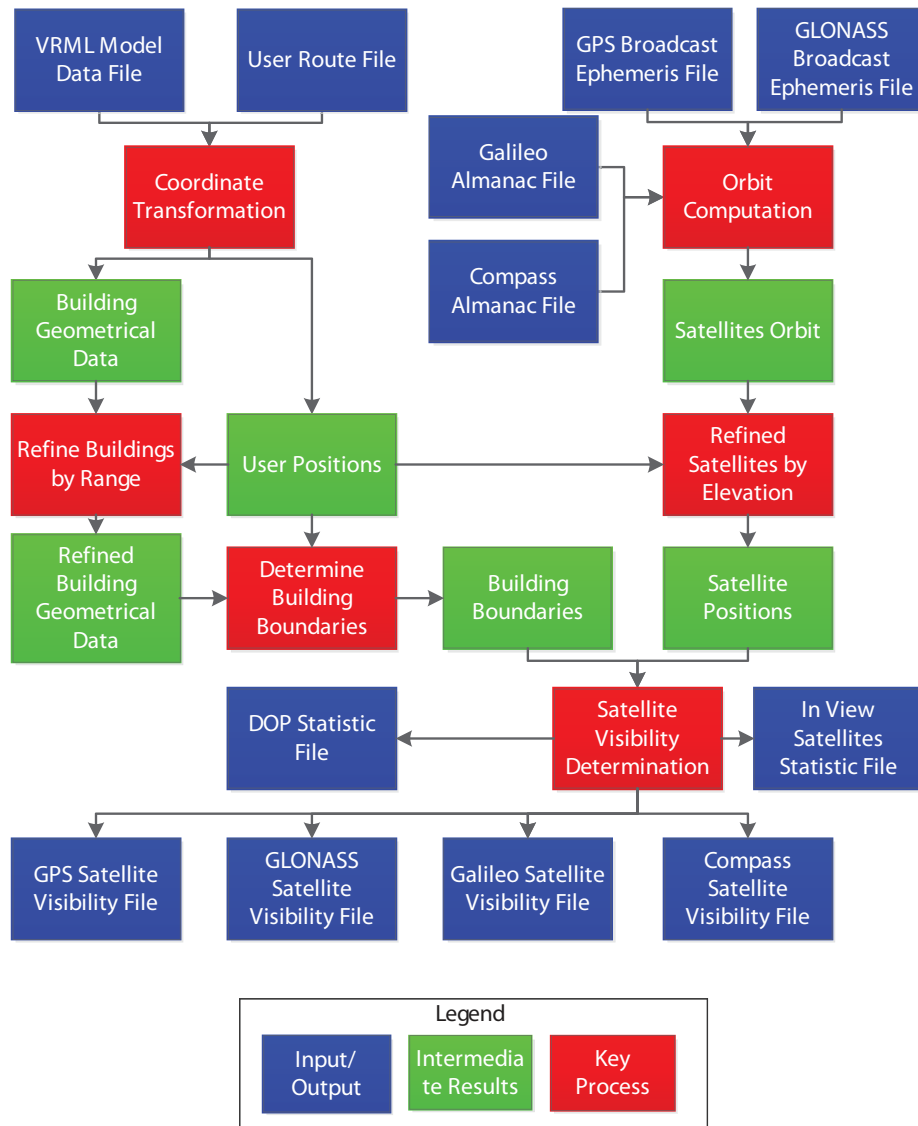 VRML Model
Data File
User Route File
GPS Broadcast
Ephemeris File
GLONASS
Broadcast
Ephemeris File
Coordinate
Transformation
Galileo
Almanac File
Orbit
Computation
Compass
Almanac File
Building
Geometrical
Data
Satellites Orbit
Refine Buildings
by Range
User Positions
Refined
Satellites by
Elevation
Refined
Building
Geometrical
Data
Determine
Building
Boundaries
Building
Boundaries
Satellite
Positions
DOP Statistic
File
Satellite
Visibility
Determination
In View
Satellites
Statistic File
GPS Satellite
Visibility File
GLONASS
Satellite
Visibility File
Galileo Satellite
Visibility File
Compass
Satellite
Visibility File
Legend
Input/
Output
Intermedia
te Results
Key
Process